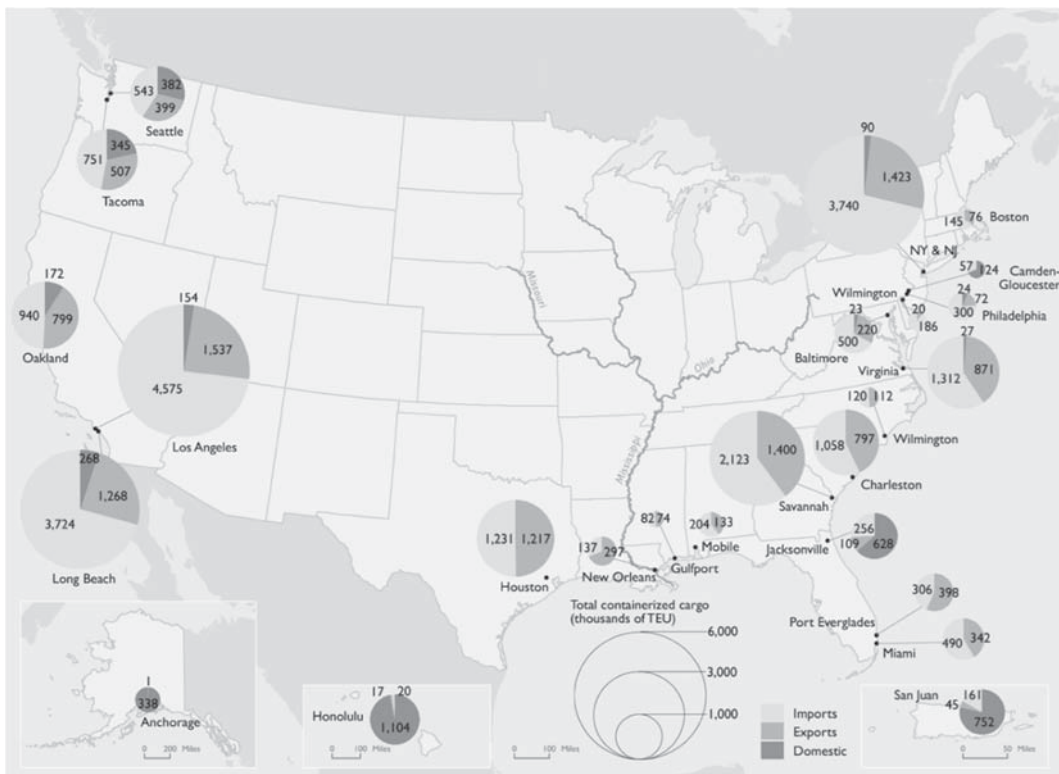 543
382
399
Seattle
345
751
507
Tacoma
172
940
799
Oakland
154
1,537
4,575
Los Angeles
268
1,268
3,724
Long Beach
Missouri
Ohio
Mississippi
90
1,423
3,740
NY & NJ
145
76
Boston
57
124
Camden-
Gloucester
24
72
300
Philadelphia
Wilmington
20
186
23
220
500
Baltimore
27
871
1,312
Virginia
120
112
Wilmington
1,058
797
Charleston
2,123
1,400
Savannah
256
109
628
Jacksonville
306
398
Port Everglades
490
342
Miami
204
133
Mobile
82
74
Gulfport
137
297
New Orleans
1,231
1,217
Houston
Total containerized cargo
(thousands of TEU)
6,000
3,000
1,000
1
338
Anchorage
0 200 Miles
17
20
Honolulu
1,104
0 100 Miles
0 100 Miles
Imports
Exports
Domestic
San Juan
161
45
752
0 50 Miles